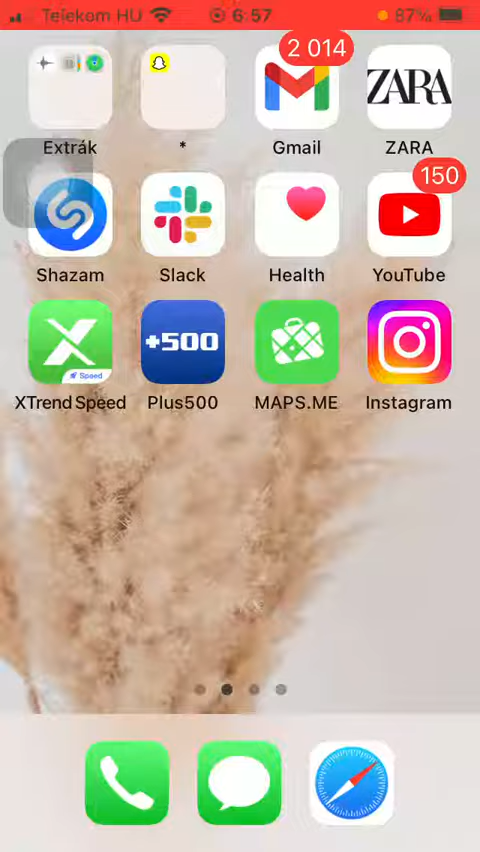 Telekom HU 6:57 87%
2 014
ZARA
Extrák * Gmail ZARA
150
Shazam Slack Health YouTube
+500
Speed
XTrend Speed Plus500 MAPS.ME Instagram